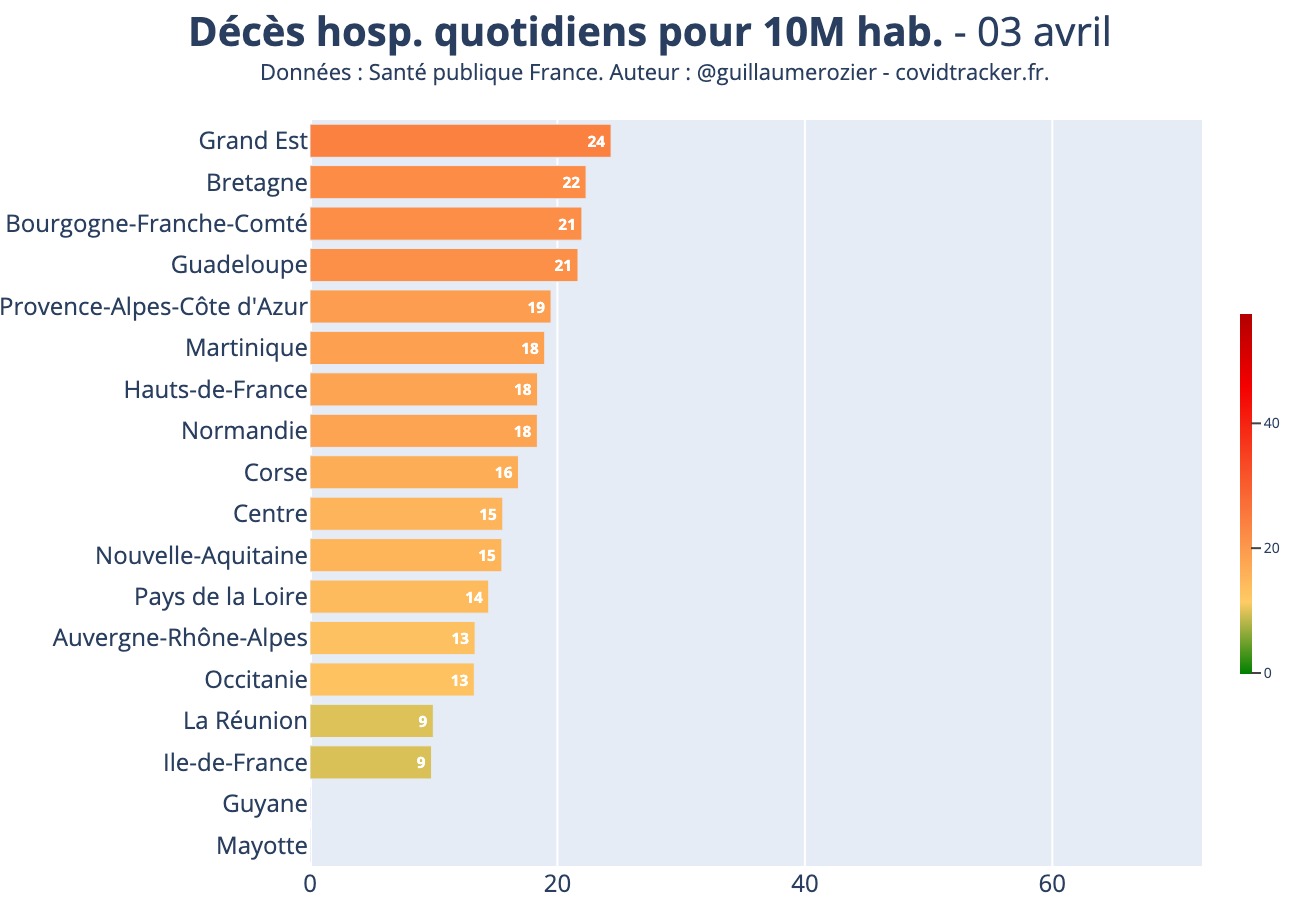 Décès hosp. quotidiens pour 10M hab. - 03 avril
Données : Santé publique France. Auteur : @guillaumerozier - covidtracker.fr.
Grand Est 24
Bretagne 22
Bourgogne-Franche-Comté 21
Guadeloupe 21
Provence-Alpes-Côte d'Azur 19
Martinique 18
Hauts-de-France 18
Normandie 18
Corse 16
Centre 15
Nouvelle-Aquitaine 15
Pays de la Loire 14
Auvergne-Rhône-Alpes 13
Occitanie 13
La Réunion 9
Ile-de-France 9
Guyane
Mayotte
0 20 40 60
40
20
0